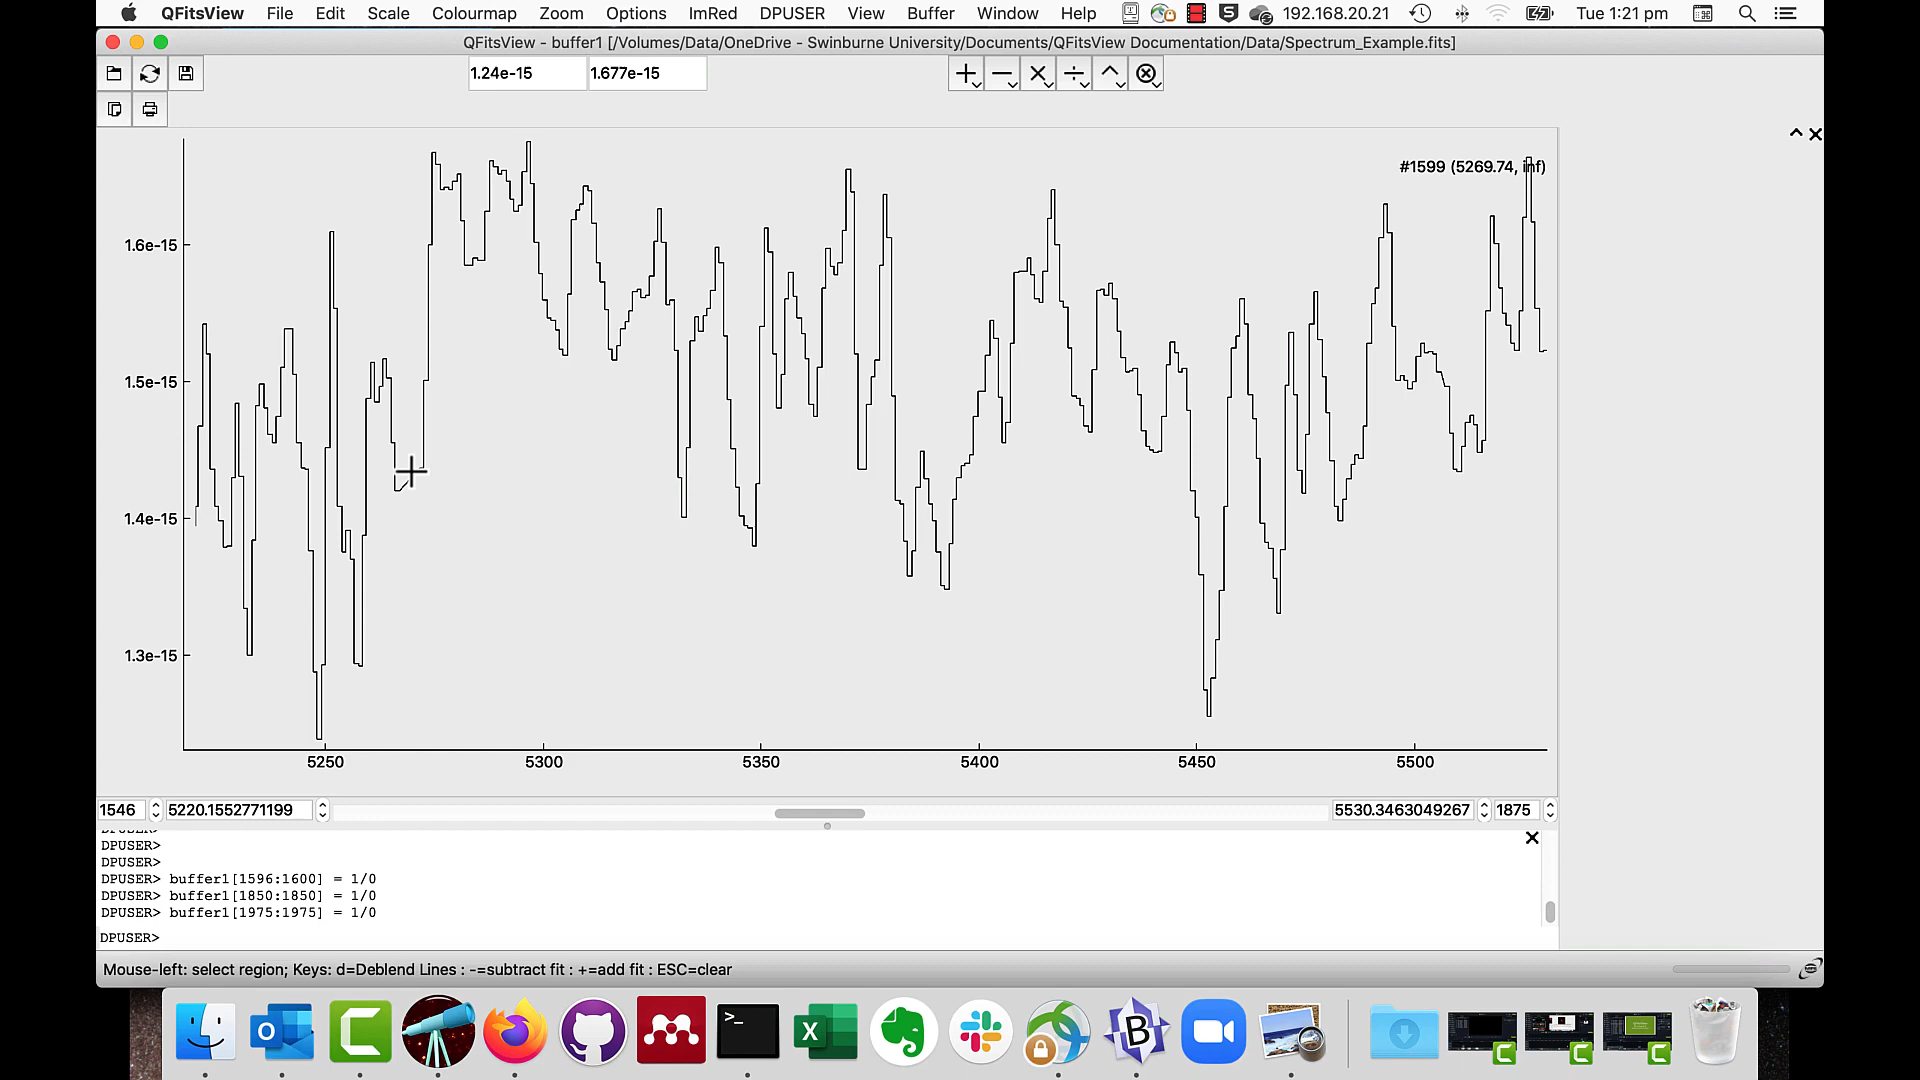 QFitsView File Edit Scale Colourmap Zoom Options ImRed DPUSER View Buffer Window Help 192.168.20.21 Tue 1:21 pm
QFitsView - buffer1 [/Volumes/Data/OneDrive - Swinburne University/Documents/QFitsView Documentation/Data/Spectrum_Example.fits]
1.24e-15 1.677e-15
#1599 (5269.74, inf)
1.6e-15
1.5e-15
1.4e-15
1.3e-15
5250 5300 5350 5400 5450 5500
1546 5220.1552771199 5530.3463049267 1875
DPUSER>
DPUSER>
DPUSER>
DPUSER> buffer1[1596:1600] = 1/0
DPUSER> buffer1[1850:1850] = 1/0
DPUSER> buffer1[1975:1975] = 1/0
DPUSER>
Mouse-left: select region; Keys: d=Deblend Lines : -=subtract fit : +=add fit : ESC=clear